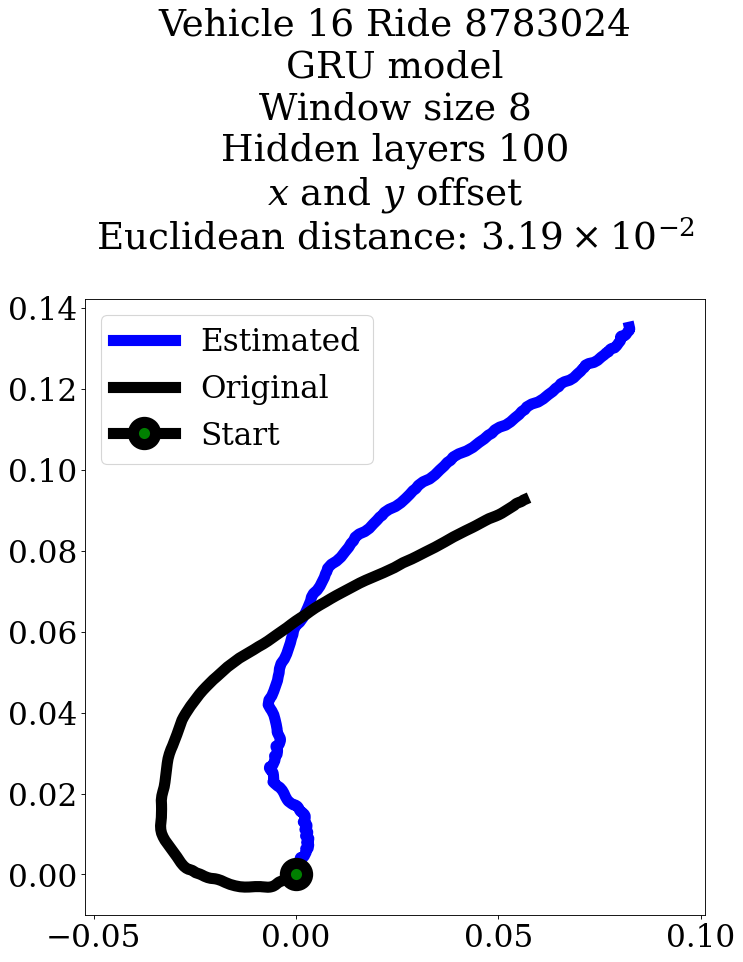 Vehicle 16 Ride 8783024
GRU model
Window size 8
Hidden layers 100
x and y offset
Euclidean distance: 3.19 × 10⁻²
0.14
0.12
0.10
0.08
0.06
0.04
0.02
0.00
Estimated
Original
Start
−0.05 0.00 0.05 0.10